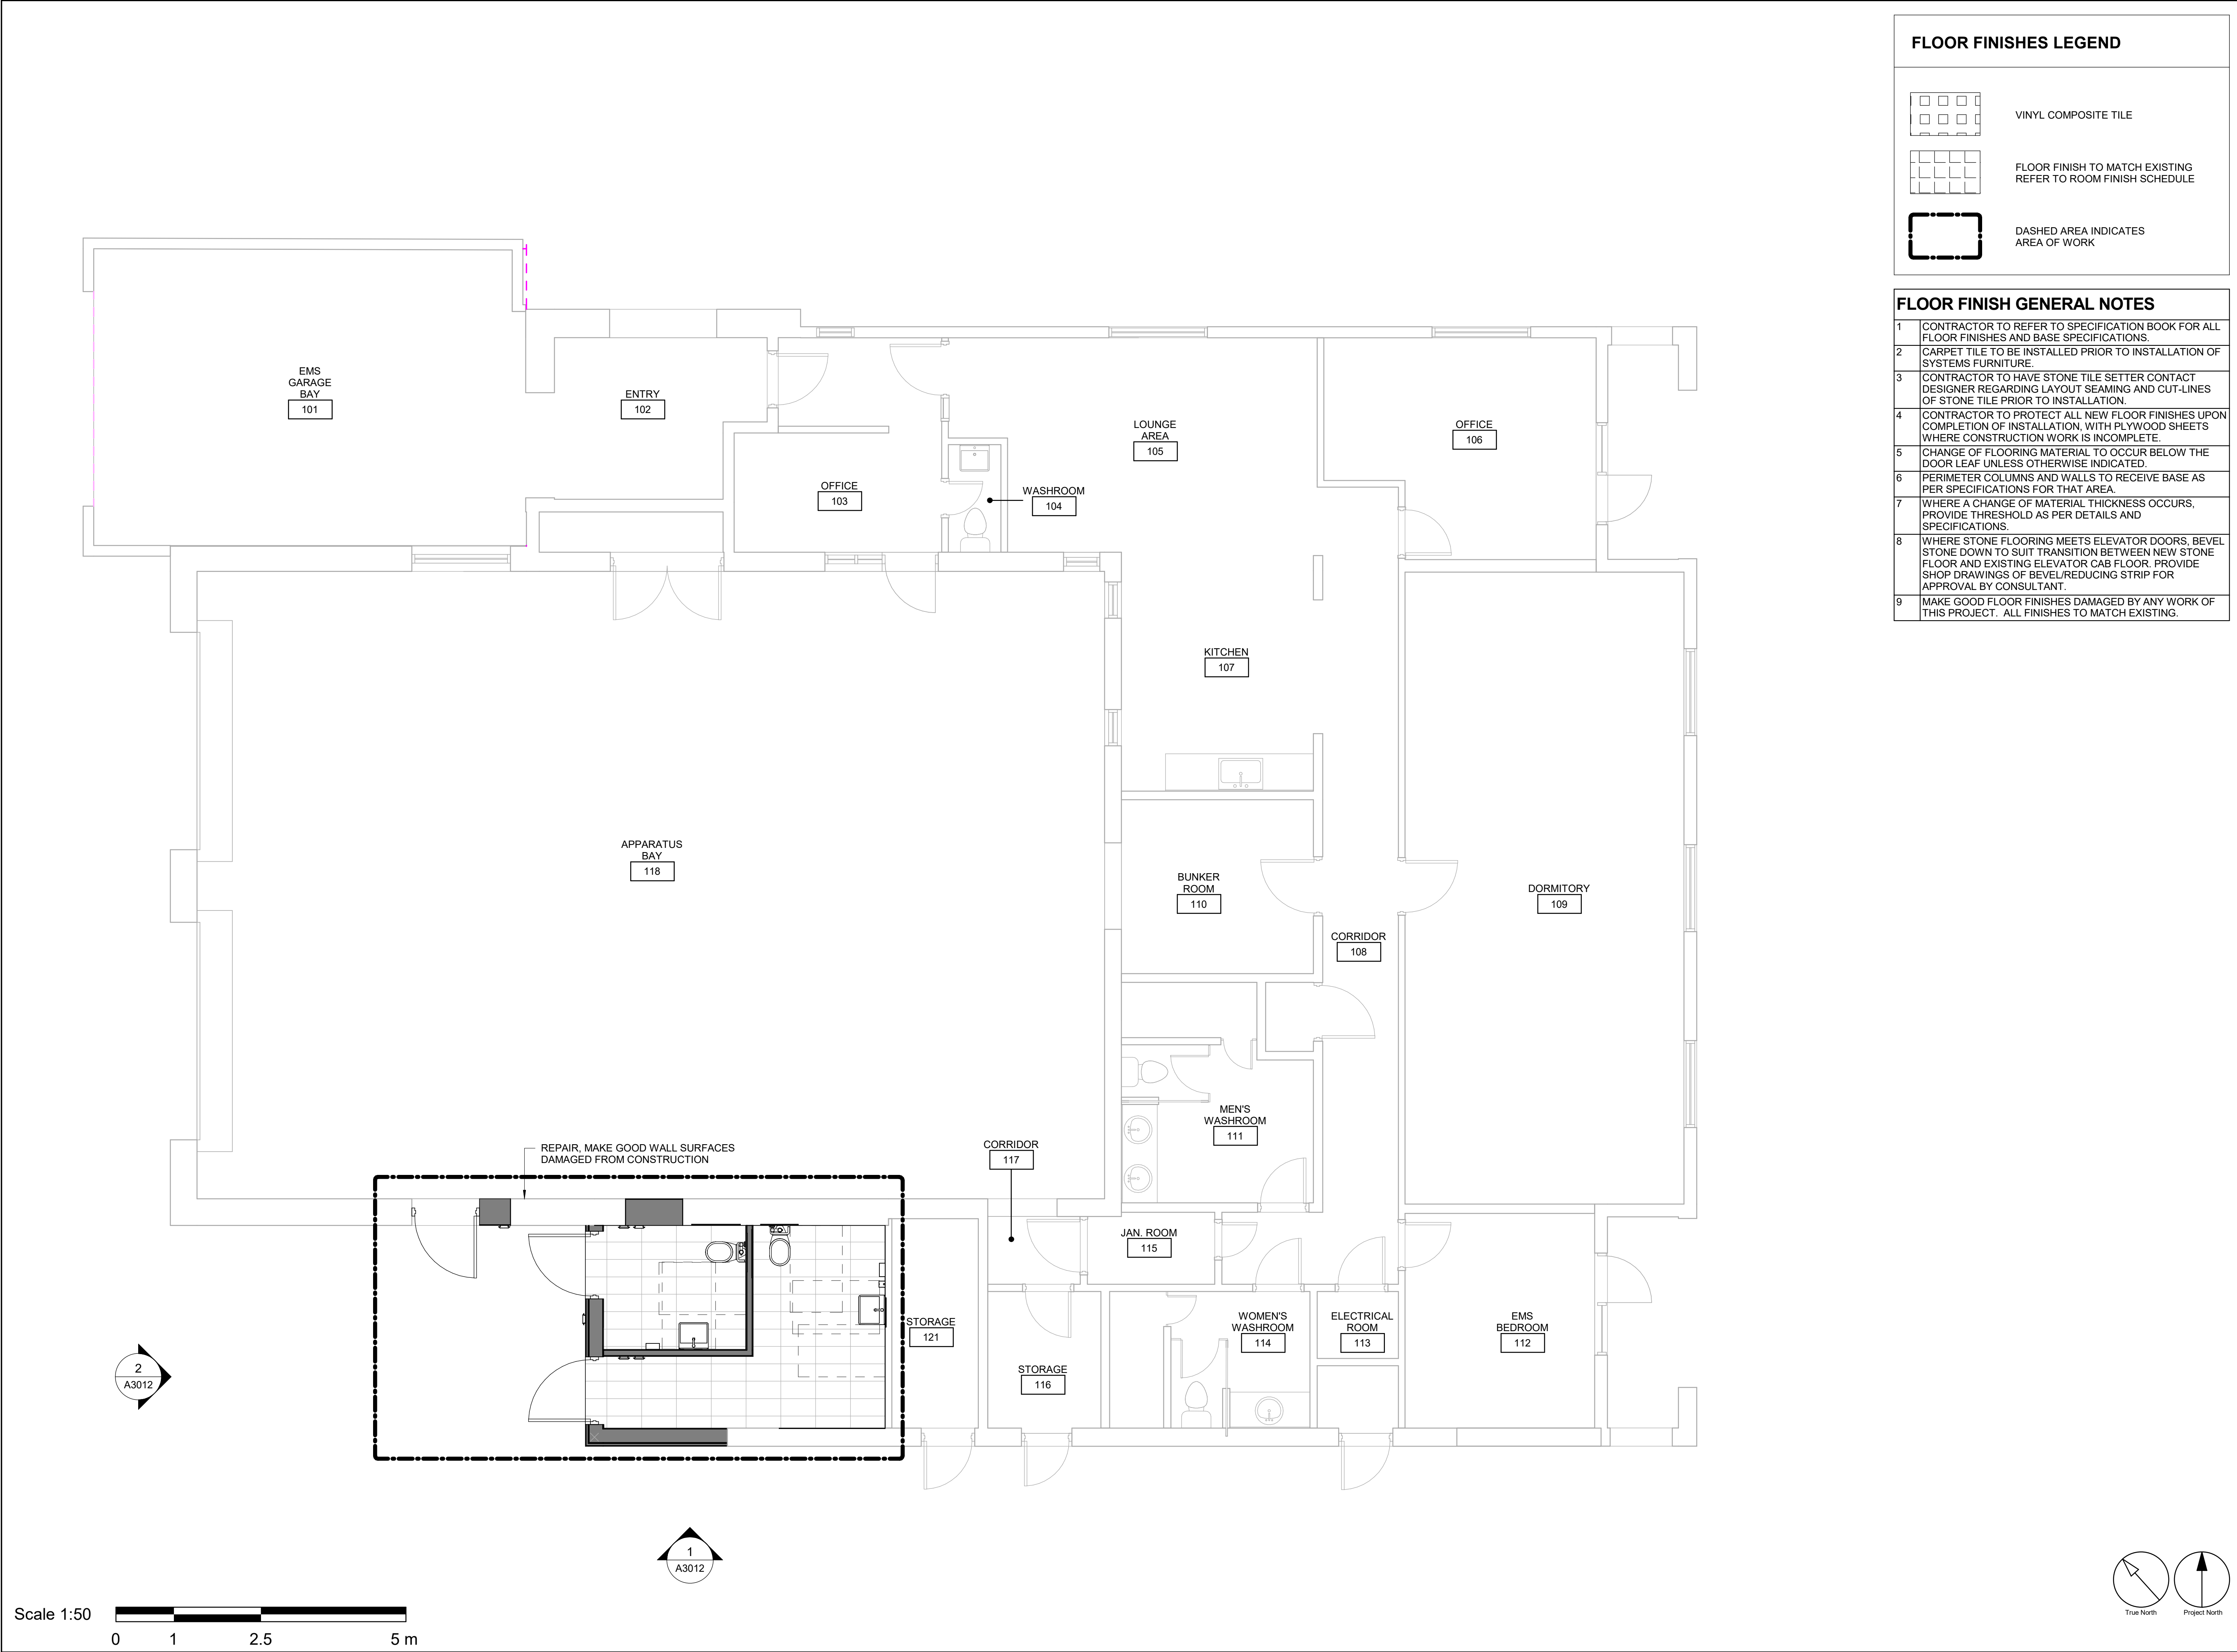 FLOOR FINISHES LEGEND
VINYL COMPOSITE TILE
FLOOR FINISH TO MATCH EXISTING
REFER TO ROOM FINISH SCHEDULE
DASHED AREA INDICATES
AREA OF WORK
FLOOR FINISH GENERAL NOTES
1 CONTRACTOR TO REFER TO SPECIFICATION BOOK FOR ALL
FLOOR FINISHES AND BASE SPECIFICATIONS.
2 CARPET TILE TO BE INSTALLED PRIOR TO INSTALLATION OF
SYSTEMS FURNITURE.
3 CONTRACTOR TO HAVE STONE TILE SETTER CONTACT
DESIGNER REGARDING LAYOUT SEAMING AND CUT-LINES
OF STONE TILE PRIOR TO INSTALLATION.
4 CONTRACTOR TO PROTECT ALL NEW FLOOR FINISHES UPON
COMPLETION OF INSTALLATION, WITH PLYWOOD SHEETS
WHERE CONSTRUCTION WORK IS INCOMPLETE.
5 CHANGE OF FLOORING MATERIAL TO OCCUR BELOW THE
DOOR LEAF UNLESS OTHERWISE INDICATED.
6 PERIMETER COLUMNS AND WALLS TO RECEIVE BASE AS
PER SPECIFICATIONS FOR THAT AREA.
7 WHERE A CHANGE OF MATERIAL THICKNESS OCCURS,
PROVIDE THRESHOLD AS PER DETAILS AND
SPECIFICATIONS.
8 WHERE STONE FLOORING MEETS ELEVATOR DOORS, BEVEL
STONE DOWN TO SUIT TRANSITION BETWEEN NEW STONE
FLOOR AND EXISTING ELEVATOR CAB FLOOR. PROVIDE
SHOP DRAWINGS OF BEVEL/REDUCING STRIP FOR
APPROVAL BY CONSULTANT.
9 MAKE GOOD FLOOR FINISHES DAMAGED BY ANY WORK OF
THIS PROJECT. ALL FINISHES TO MATCH EXISTING.
EMS
GARAGE
BAY
101
ENTRY
102
OFFICE
103
WASHROOM
104
LOUNGE
AREA
105
OFFICE
106
KITCHEN
107
APPARATUS
BAY
118
BUNKER
ROOM
110
CORRIDOR
108
DORMITORY
109
MEN'S
WASHROOM
111
REPAIR, MAKE GOOD WALL SURFACES
DAMAGED FROM CONSTRUCTION
CORRIDOR
117
JAN. ROOM
115
STORAGE
121
STORAGE
116
WOMEN'S
WASHROOM
114
ELECTRICAL
ROOM
113
EMS
BEDROOM
112
2
A3012
1
A3012
Scale 1:50
0 1 2.5 5 m
True North
Project North